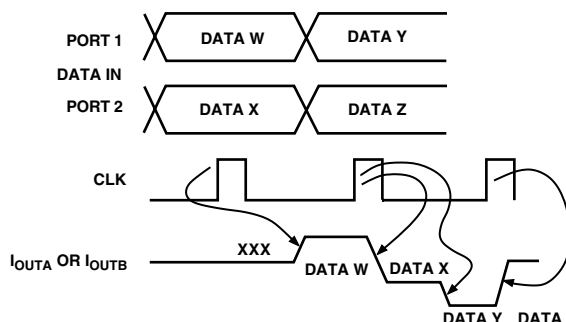 PORT 1
DATA W
DATA Y
DATA IN
PORT 2
DATA X
DATA Z
CLK
XXX
IOUTA OR IOUTB
DATA W
DATA X
DATA Y
DATA